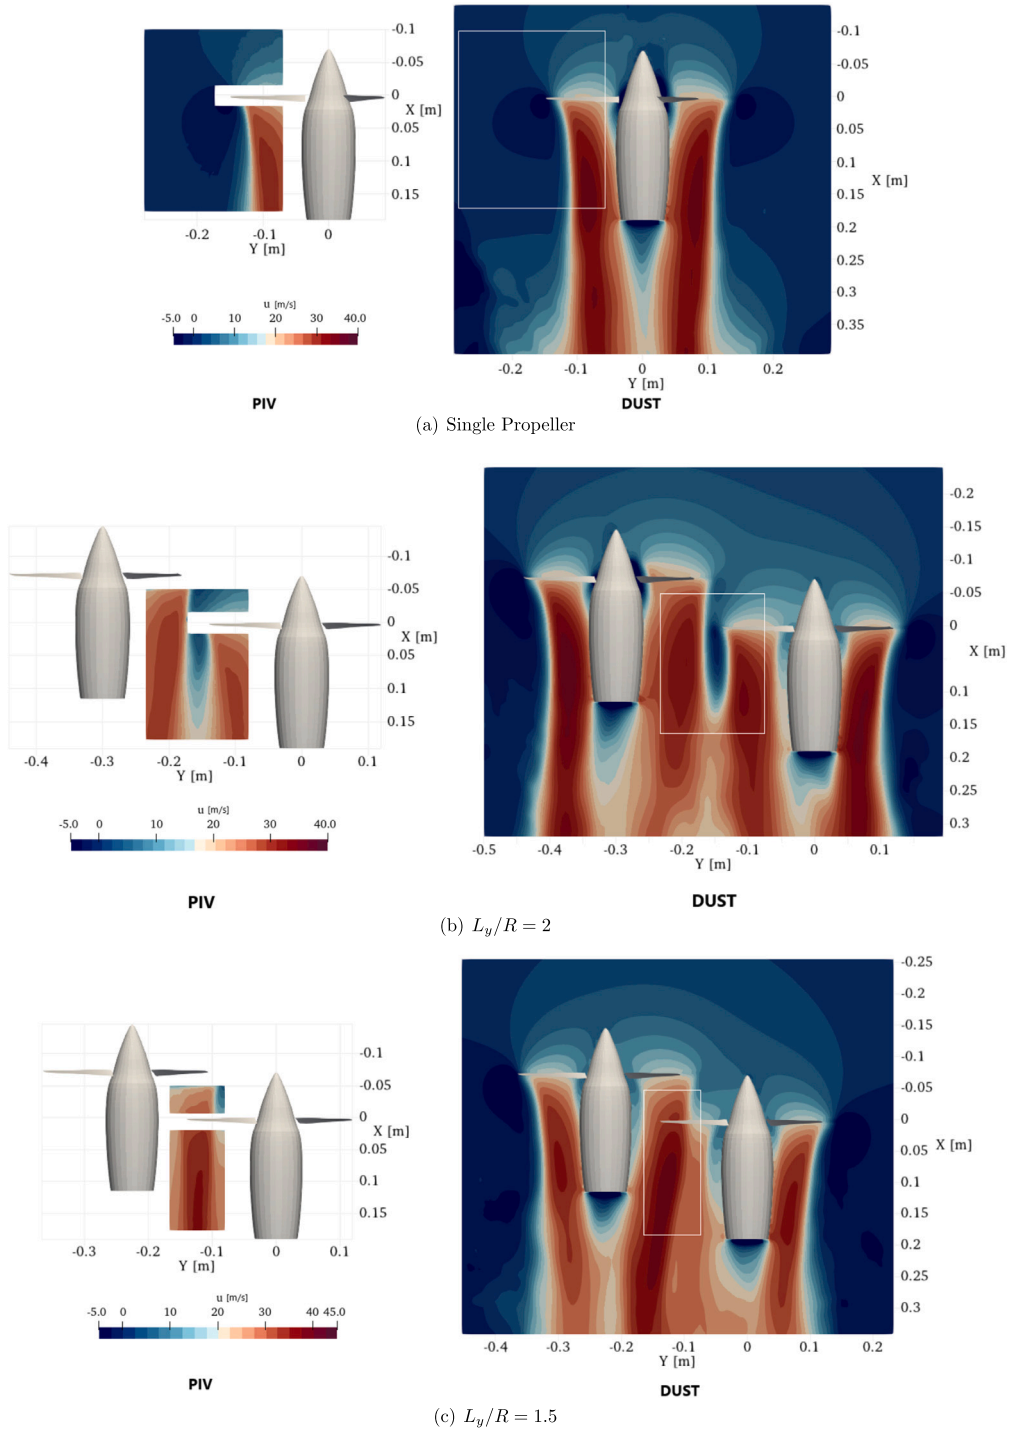 -0.1
-0.05
0
X [m]
0.05
0.1
0.15
-0.2 -0.1 0
Y [m]
u [m/s]
-5.0 0 10 20 30 40.0
PIV
-0.1
-0.05
0
0.05
0.1
0.15
X [m]
0.2
0.25
0.3
0.35
-0.2 -0.1 0 0.1 0.2
Y [m]
DUST
(a) Single Propeller
-0.1
-0.05
0
X [m]
0.05
0.1
0.15
-0.4 -0.3 -0.2 -0.1 0 0.1
Y [m]
u [m/s]
-5.0 0 10 20 30 40.0
PIV
-0.2
-0.15
-0.1
-0.05
0
X [m]
0.1
0.15
0.2
0.25
0.3
-0.5 -0.4 -0.3 -0.2 -0.1 0 0.1
Y [m]
DUST
(b) L_y/R = 2
-0.1
-0.05
0
X [m]
0.05
0.1
0.15
-0.3 -0.2 -0.1 0 0.1
Y [m]
u [m/s]
-5.0 0 10 20 30 40 45.0
PIV
-0.25
-0.2
-0.15
-0.1
-0.05
0
0.05 X [m]
0.1
0.15
0.2
0.25
0.3
-0.4 -0.3 -0.2 -0.1 0 0.1 0.2
Y [m]
DUST
(c) L_y/R = 1.5